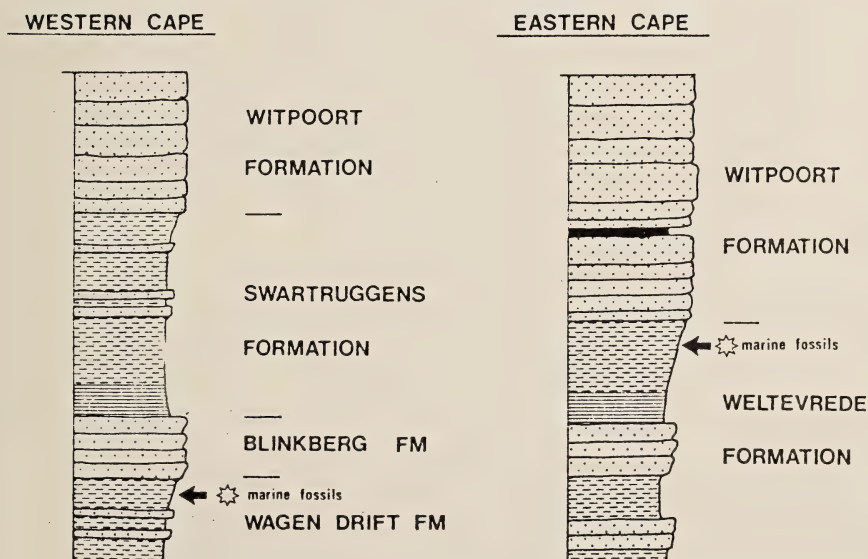 WESTERN CAPE
WITPOORT
FORMATION
SWARTRUGGENS
FORMATION
BLINKBERG FM
marine fossils
WAGEN DRIFT FM
EASTERN CAPE
WITPOORT
FORMATION
marine fossils
WELTEVREDE
FORMATION